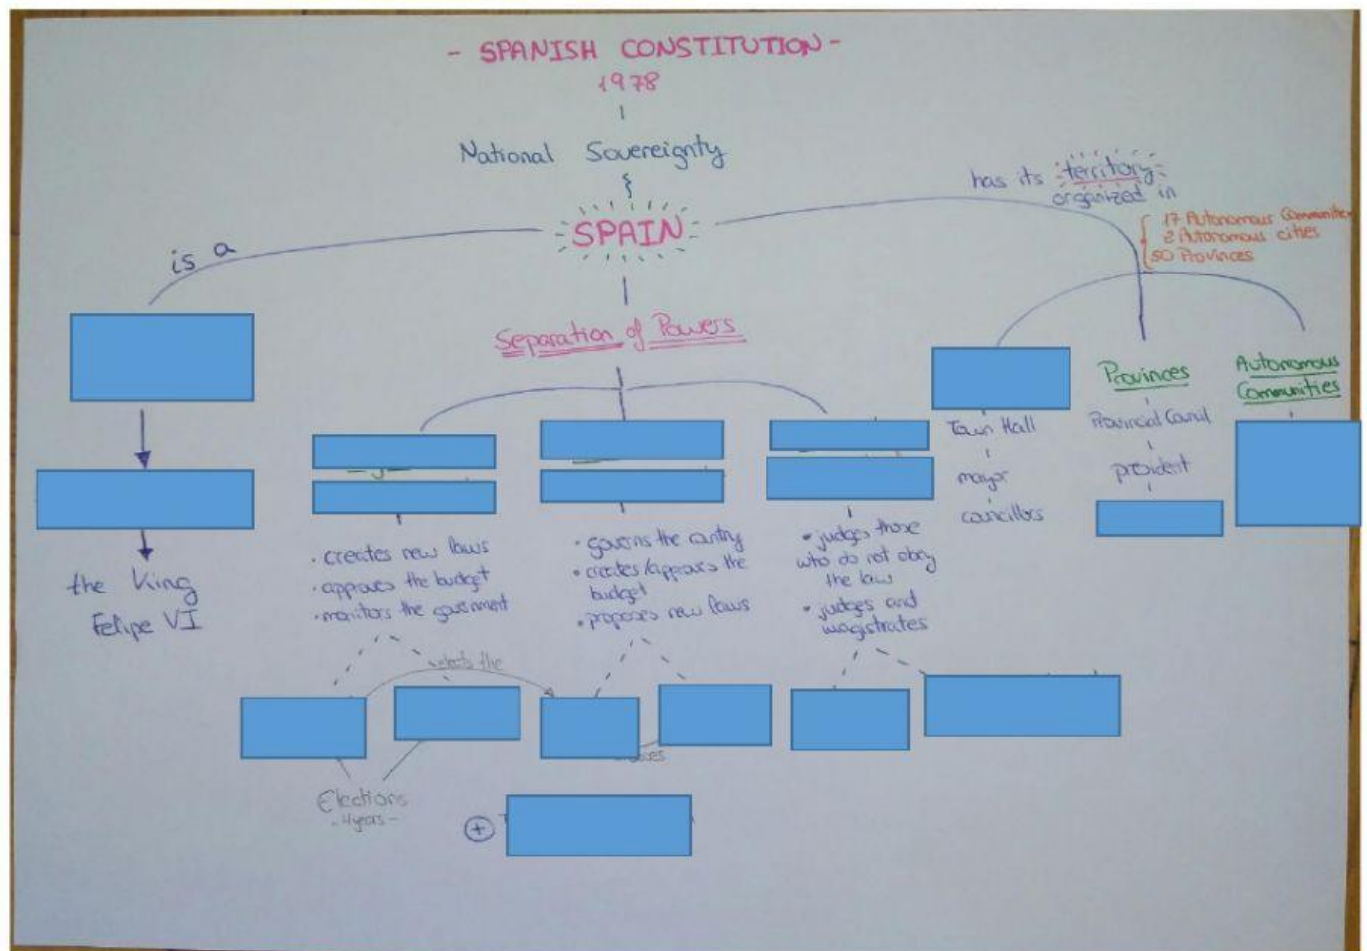 - SPANISH CONSTITUTION -
1978
National Sovereignty
SPAIN
is a
has its territory
organized in
17 Autonomous Communities
2 Autonomous cities
50 Provinces
the King
Felipe VI
Separation of Powers
• creates new laws
• approves the budget
• monitors the government
• governs the country
• creates/approves the
budget
• proposes new laws
• judges those
who do not obey
the law
• judges and
magistrates
elects the
Elections
- 4 years -
+
Town Hall
mayor
councillors
Provinces
Provincial Council
president
Autonomous
Communities